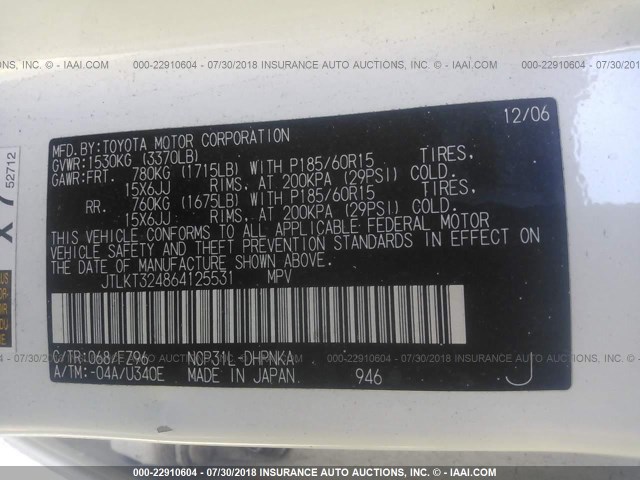 E AUTO AUCTIONS, INC. - IAAI.COM 000-22910604 - 07/30/2018 INSURANCE AUTO AUCTIONS, INC. - IAAI.COM 000-22910604 - 07/30/2018 INSURANCE
12/06
MFD.BY:TOYOTA MOTOR CORPORATION
GVWR:1530KG (3370LB)
GAWR:FRT. 780KG (1715LB) WITH P185/60R15 TIRES,
15X6JJ RIMS, AT 200KPA (29PSI) COLD.
RR. 760KG (1675LB) WITH P185/60R15 TIRES,
15X6JJ RIMS, AT 200KPA (29PSI) COLD.
THIS VEHICLE CONFORMS TO ALL APPLICABLE FEDERAL MOTOR
VEHICLE SAFETY AND THEFT PREVENTION STANDARDS IN EFFECT ON
THE DATE OF MANUFACTURE SHOWN ABOVE.
JTLKT324864125531 MPV
C/TR:068/FZ96 NCP31L-DHPNKA
A/TM:-04A/U340E MADE IN JAPAN 946 J
X 7
52712
000-22910604 - 07/30/2018 INSURANCE AUTO AUCTIONS, INC. - IAAI.COM